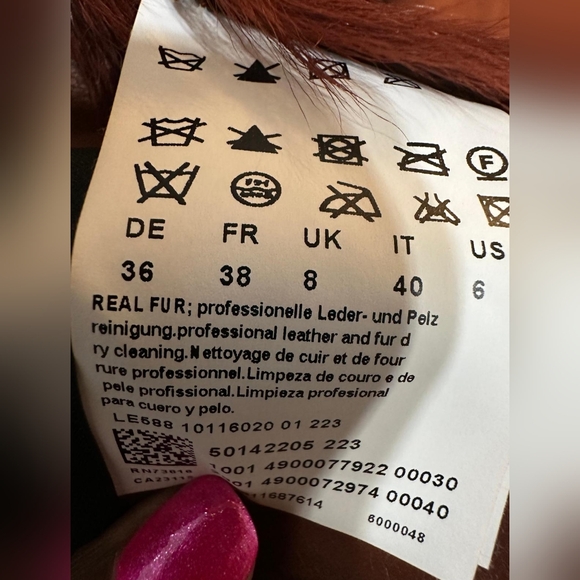 F
DE FR UK IT US
36 38 8 40 6
REAL FUR; professionelle Leder- und Pelz
reinigung.professional leather and fur d
ry cleaning.Nettoyage de cuir et de four
rure professionnel.Limpeza de couro e de
pele profissional.Limpieza profesional
para cuero y pelo.
LE588 10116020 01 223
50142205 223
1001 4900077922 00030
001 4900072974 00040
11687614 6000048